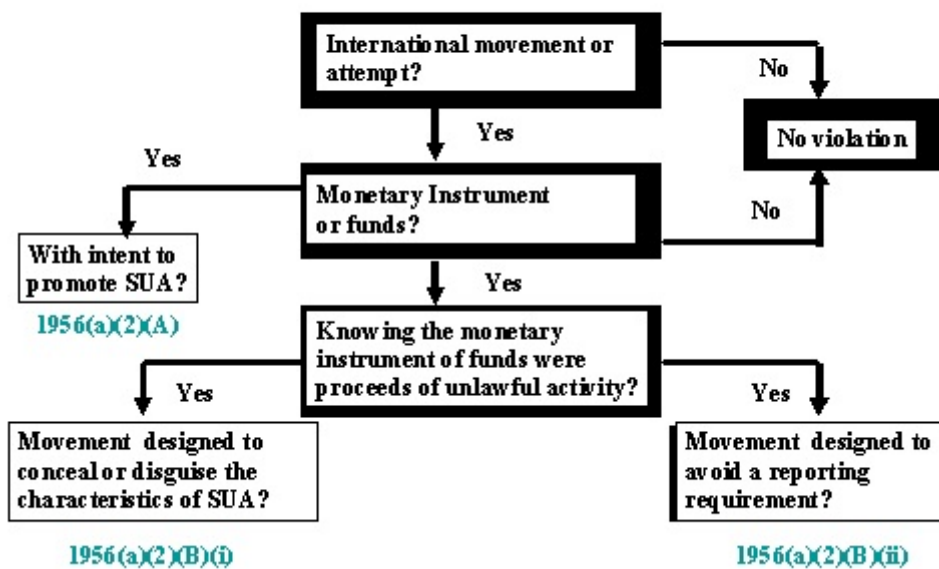 International movement or
attempt?
No
Yes
No violation
Yes
Monetary Instrument
or funds?
No
With intent to
promote SUA?
Yes
1956(a)(2)(A)
Knowing the monetary
instrument of funds were
proceeds of unlawful activity?
Yes
Yes
Movement designed to
conceal or disguise the
characteristics of SUA?
Movement designed to
avoid a reporting
requirement?
1956(a)(2)(B)(i)
1956(a)(2)(B)(ii)